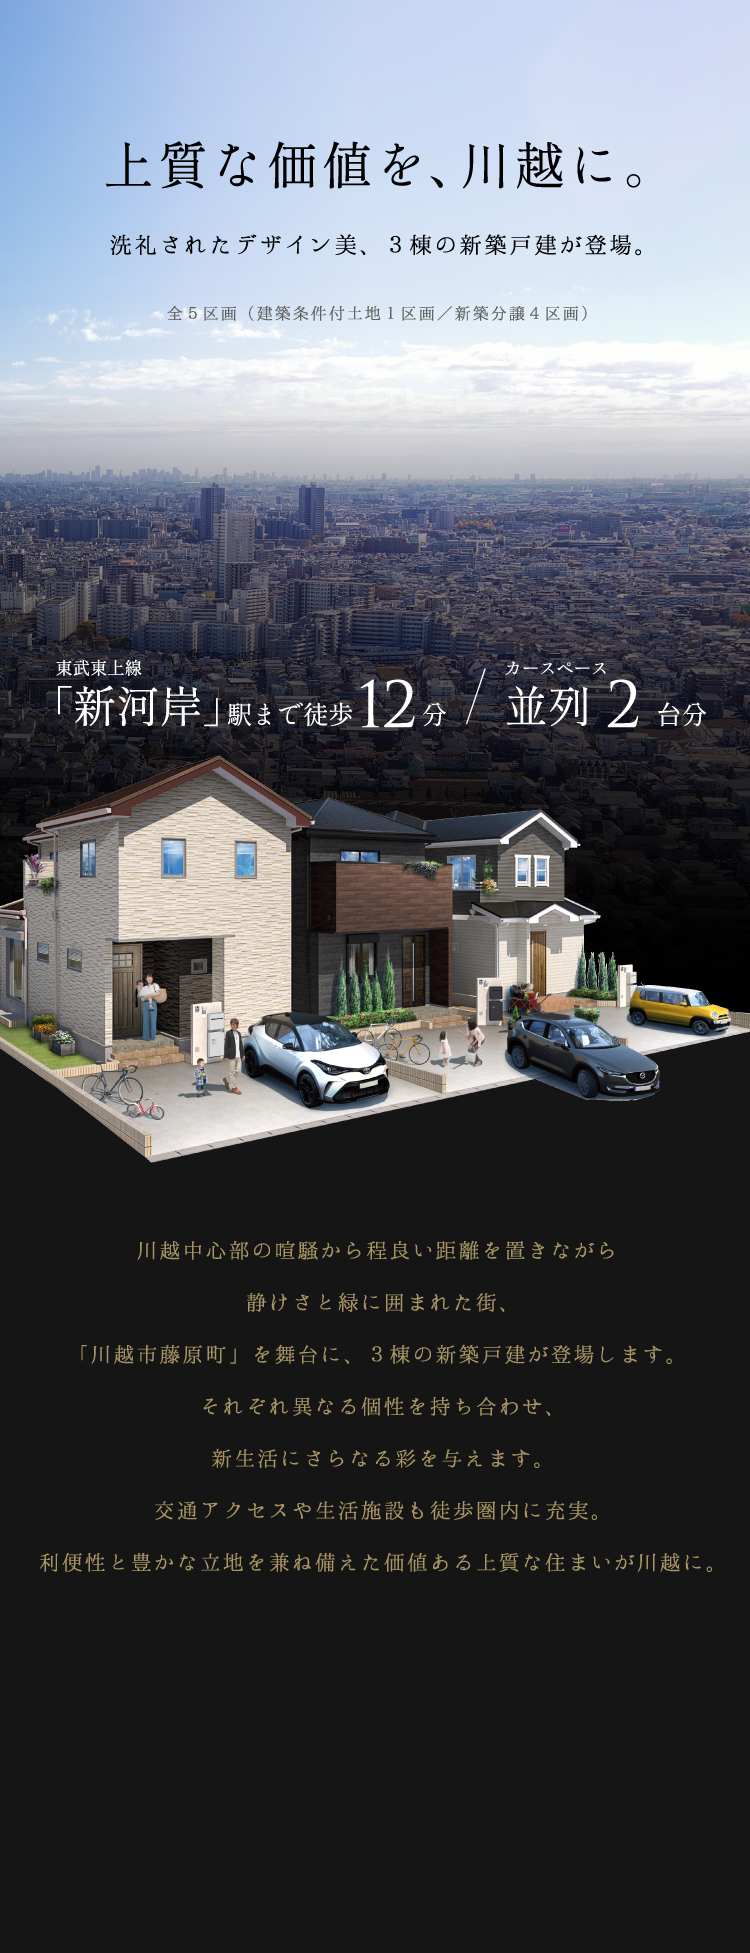 上質な価値を、川越に。
洗礼されたデザイン美、３棟の新築戸建が登場。
全５区画（建築条件付土地１区画／新築分譲４区画）
東武東上線
「新河岸」駅まで徒歩12分
カースペース
並列2台分
川越中心部の喧騒から程良い距離を置きながら
静けさと緑に囲まれた街、
「川越市藤原町」を舞台に、３棟の新築戸建が登場します。
それぞれ異なる個性を持ち合わせ、
新生活にさらなる彩を与えます。
交通アクセスや生活施設も徒歩圏内に充実。
利便性と豊かな立地を兼ね備えた価値ある上質な住まいが川越に。